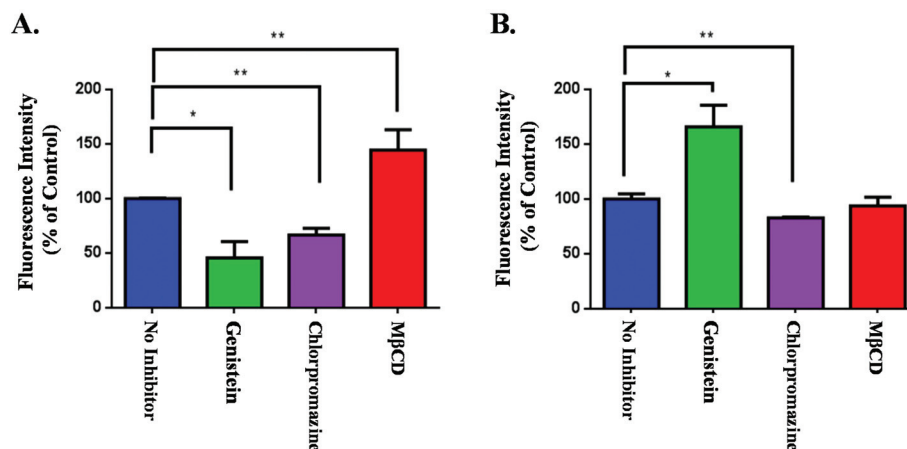 A.
**
**
*
200
150
100
50
0
Fluorescence Intensity
(% of Control)
No Inhibitor
Genistein
Chlorpromazine
MβCD
B.
**
*
200
150
100
50
0
Fluorescence Intensity
(% of Control)
No Inhibitor
Genistein
Chlorpromazine
MβCD